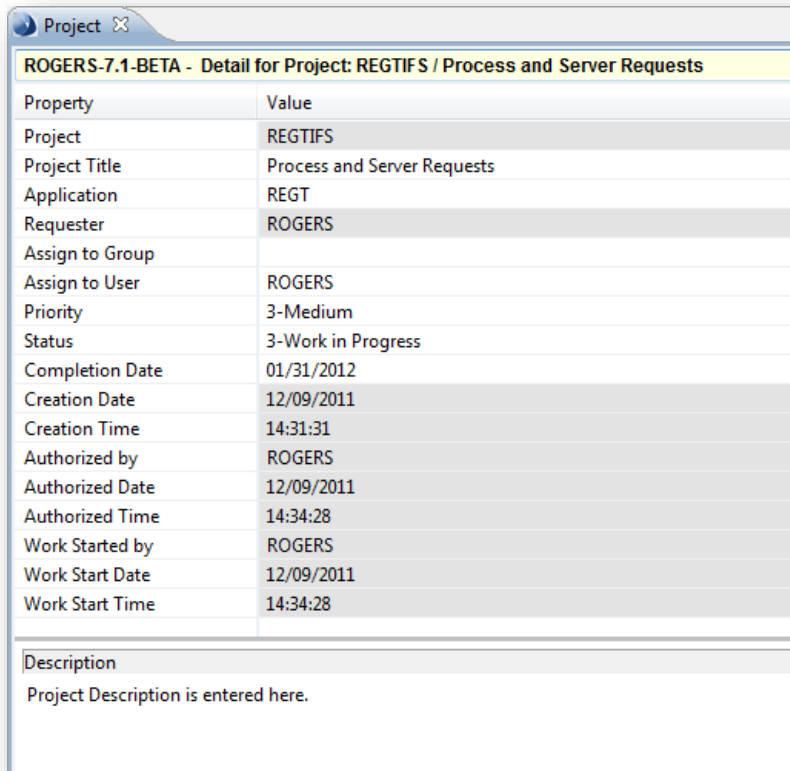 Project
ROGERS-7.1-BETA - Detail for Project: REGTIFS / Process and Server Requests
Property Value
Project REGTIFS
Project Title Process and Server Requests
Application REGT
Requester ROGERS
Assign to Group
Assign to User ROGERS
Priority 3-Medium
Status 3-Work in Progress
Completion Date 01/31/2012
Creation Date 12/09/2011
Creation Time 14:31:31
Authorized by ROGERS
Authorized Date 12/09/2011
Authorized Time 14:34:28
Work Started by ROGERS
Work Start Date 12/09/2011
Work Start Time 14:34:28
Description
Project Description is entered here.